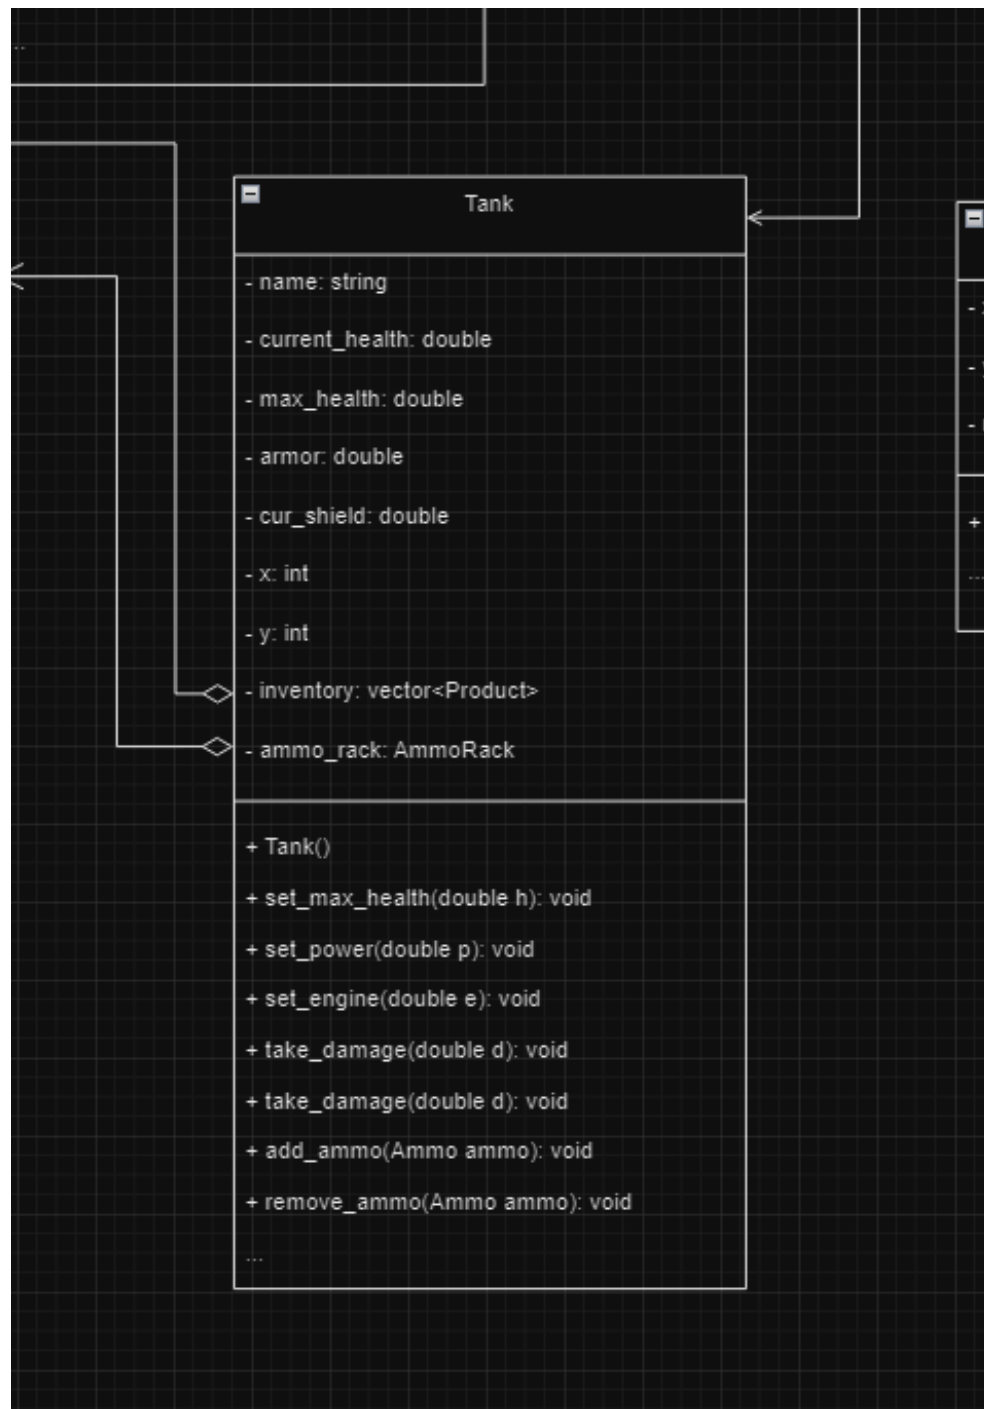 ...
Tank
- name: string
- current_health: double
- max_health: double
- armor: double
- cur_shield: double
- x: int
- y: int
- inventory: vector<Product>
- ammo_rack: AmmoRack
+ Tank()
+ set_max_health(double h): void
+ set_power(double p): void
+ set_engine(double e): void
+ take_damage(double d): void
+ take_damage(double d): void
+ add_ammo(Ammo ammo): void
+ remove_ammo(Ammo ammo): void
...
-
-
-
+
...